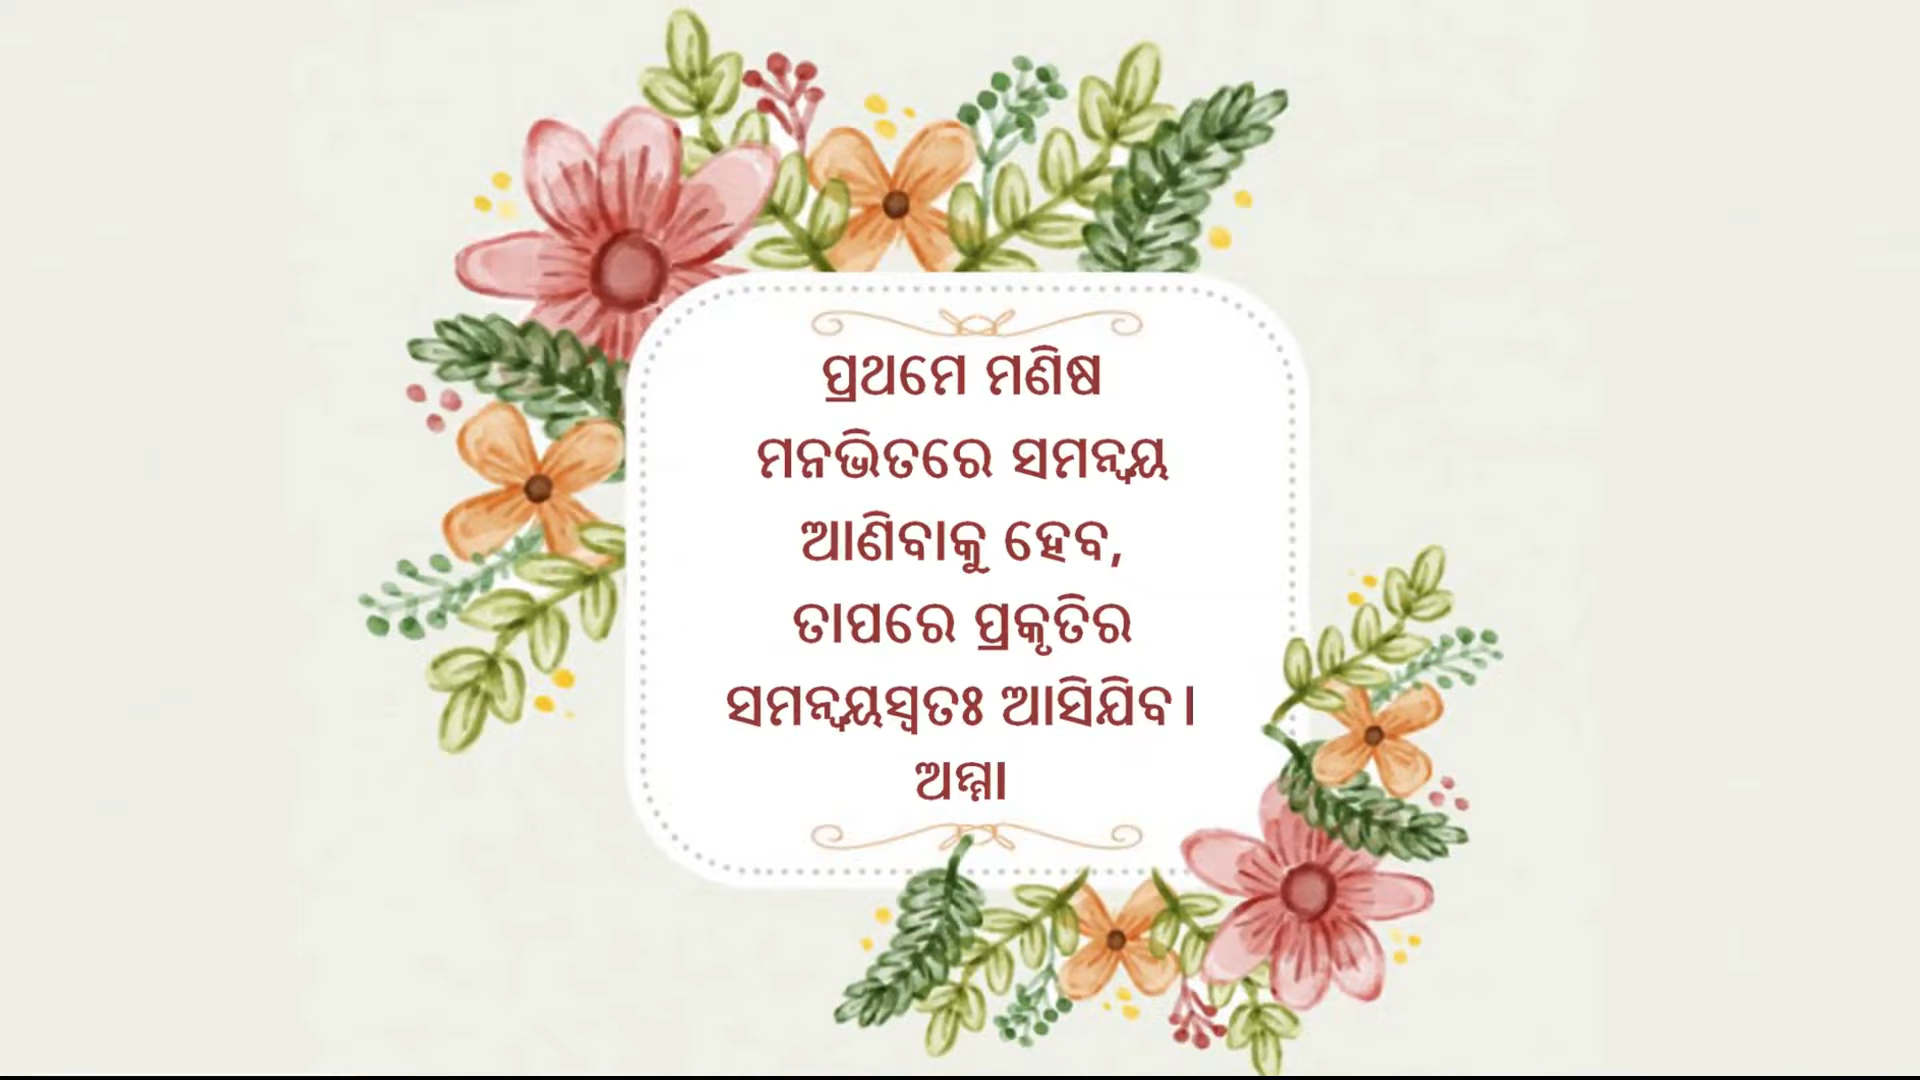 ପ୍ରଥମେ ମଣିଷ
ମନଭିତରେ ସମନ୍ୱୟ
ଆଣିବାକୁ ହେବ,
ତାପରେ ପ୍ରକୃତିର
ସମନ୍ୱୟସ୍ୱତଃ ଆସିଯିବ।
ଅମ୍ମା